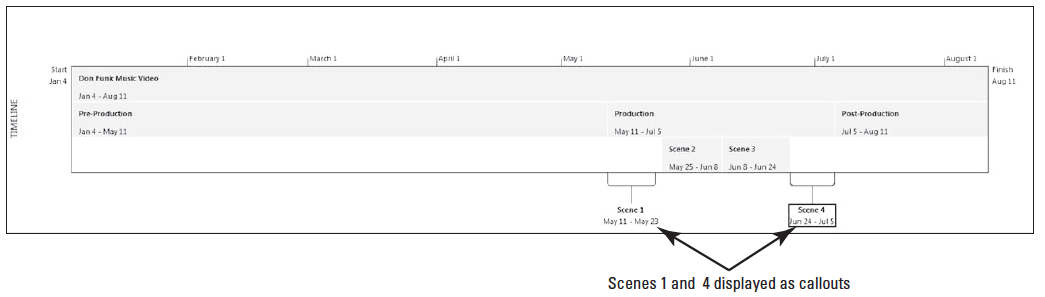 February 1
March 1
April 1
May 1
June 1
July 1
August 1
Start
Jan 4
Finish
Aug 11
TIMELINE
Don Funk Music Video
Jan 4 - Aug 11
Pre-Production
Jan 4 - May 11
Production
May 11 - Jul 5
Post-Production
Jul 5 - Aug 11
Scene 2
May 25 - Jun 8
Scene 3
Jun 8 - Jun 24
Scene 1
May 11 - May 23
Scene 4
Jun 24 - Jul 5
Scenes 1 and 4 displayed as callouts